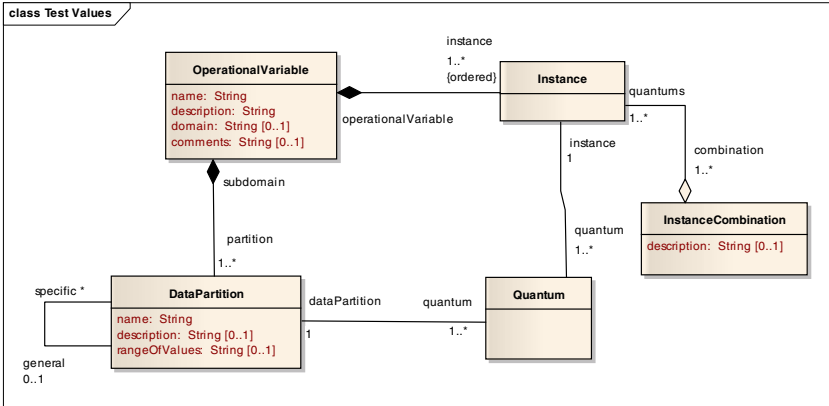 class Test Values
OperationalVariable
name: String
description: String
domain: String [0..1]
comments: String [0..1]
instance
1..*
{ordered}
operationalVariable
Instance
quantums
1..*
combination
1..*
InstanceCombination
description: String [0..1]
instance
1
quantum
1..*
subdomain
partition
1..*
specific *
general
0..1
DataPartition
name: String
description: String [0..1]
rangeOfValues: String [0..1]
dataPartition
1
quantum
1..*
Quantum